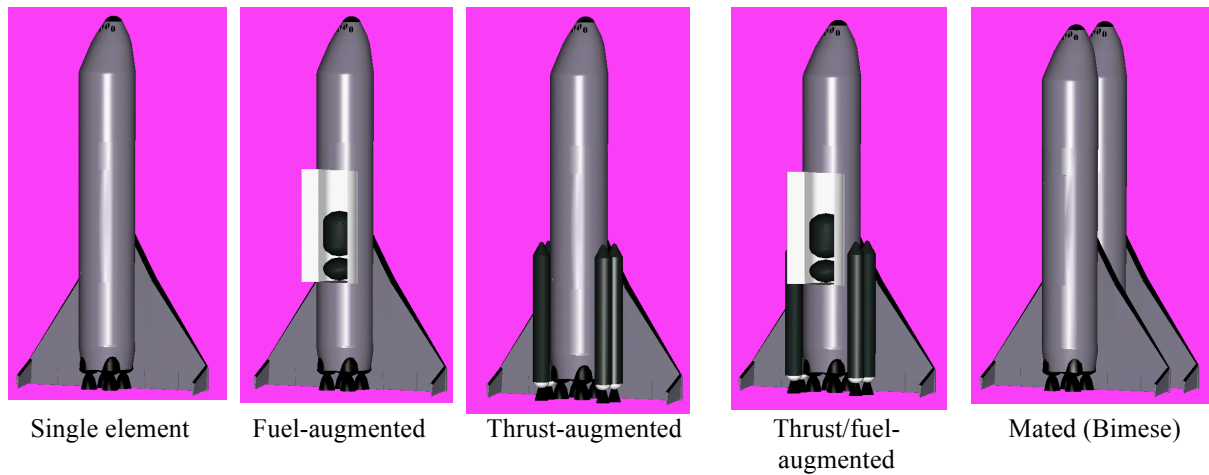 Single element
Fuel-augmented
Thrust-augmented
Thrust/fuel-
augmented
Mated (Bimese)